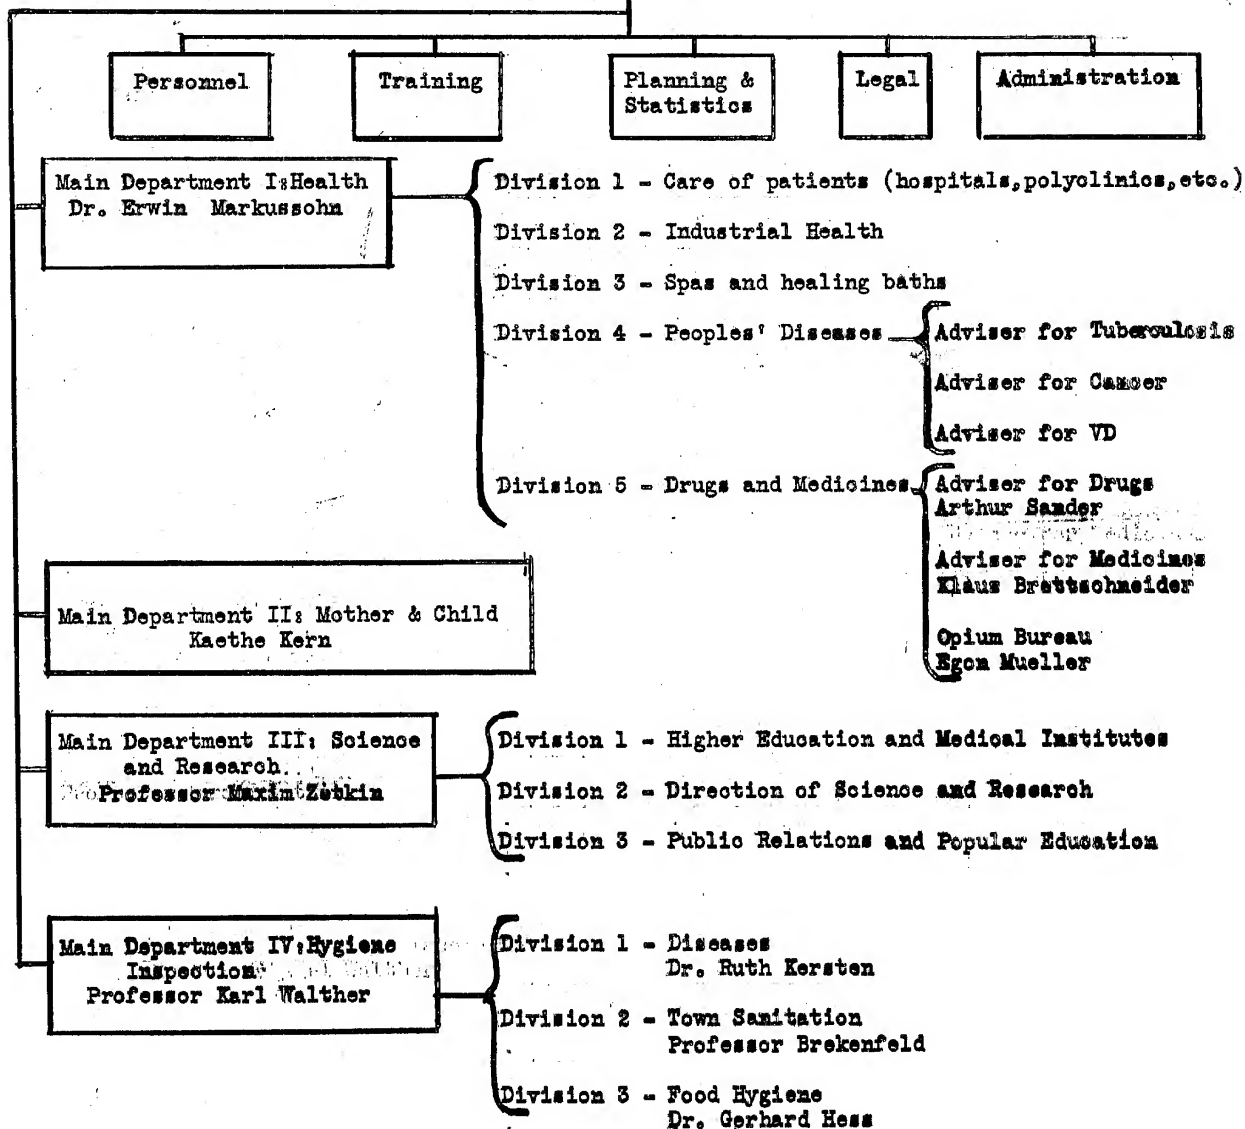 Personnel
Training
Planning &
Statistics
Legal
Administration
Main Department I:Health
Dr. Erwin Markussohn
Division 1 - Care of patients (hospitals,polyclinics,etc.)
Division 2 - Industrial Health
Division 3 - Spas and healing baths
Division 4 - Peoples' Diseases
Adviser for Tuberculosis
Adviser for Cancer
Adviser for VD
Division 5 - Drugs and Medicines
Adviser for Drugs
Arthur Sander
Adviser for Medicines
Klaus Brettschneider
Opium Bureau
Egon Mueller
Main Department II: Mother & Child
Kaethe Kern
Main Department III: Science
and Research
Professor Maxim Zetkin
Division 1 - Higher Education and Medical Institutes
Division 2 - Direction of Science and Research
Division 3 - Public Relations and Popular Education
Main Department IV:Hygiene
Inspection
Professor Karl Walther
Division 1 - Diseases
Dr. Ruth Kersten
Division 2 - Town Sanitation
Professor Brekenfeld
Division 3 - Food Hygiene
Dr. Gerhard Hess